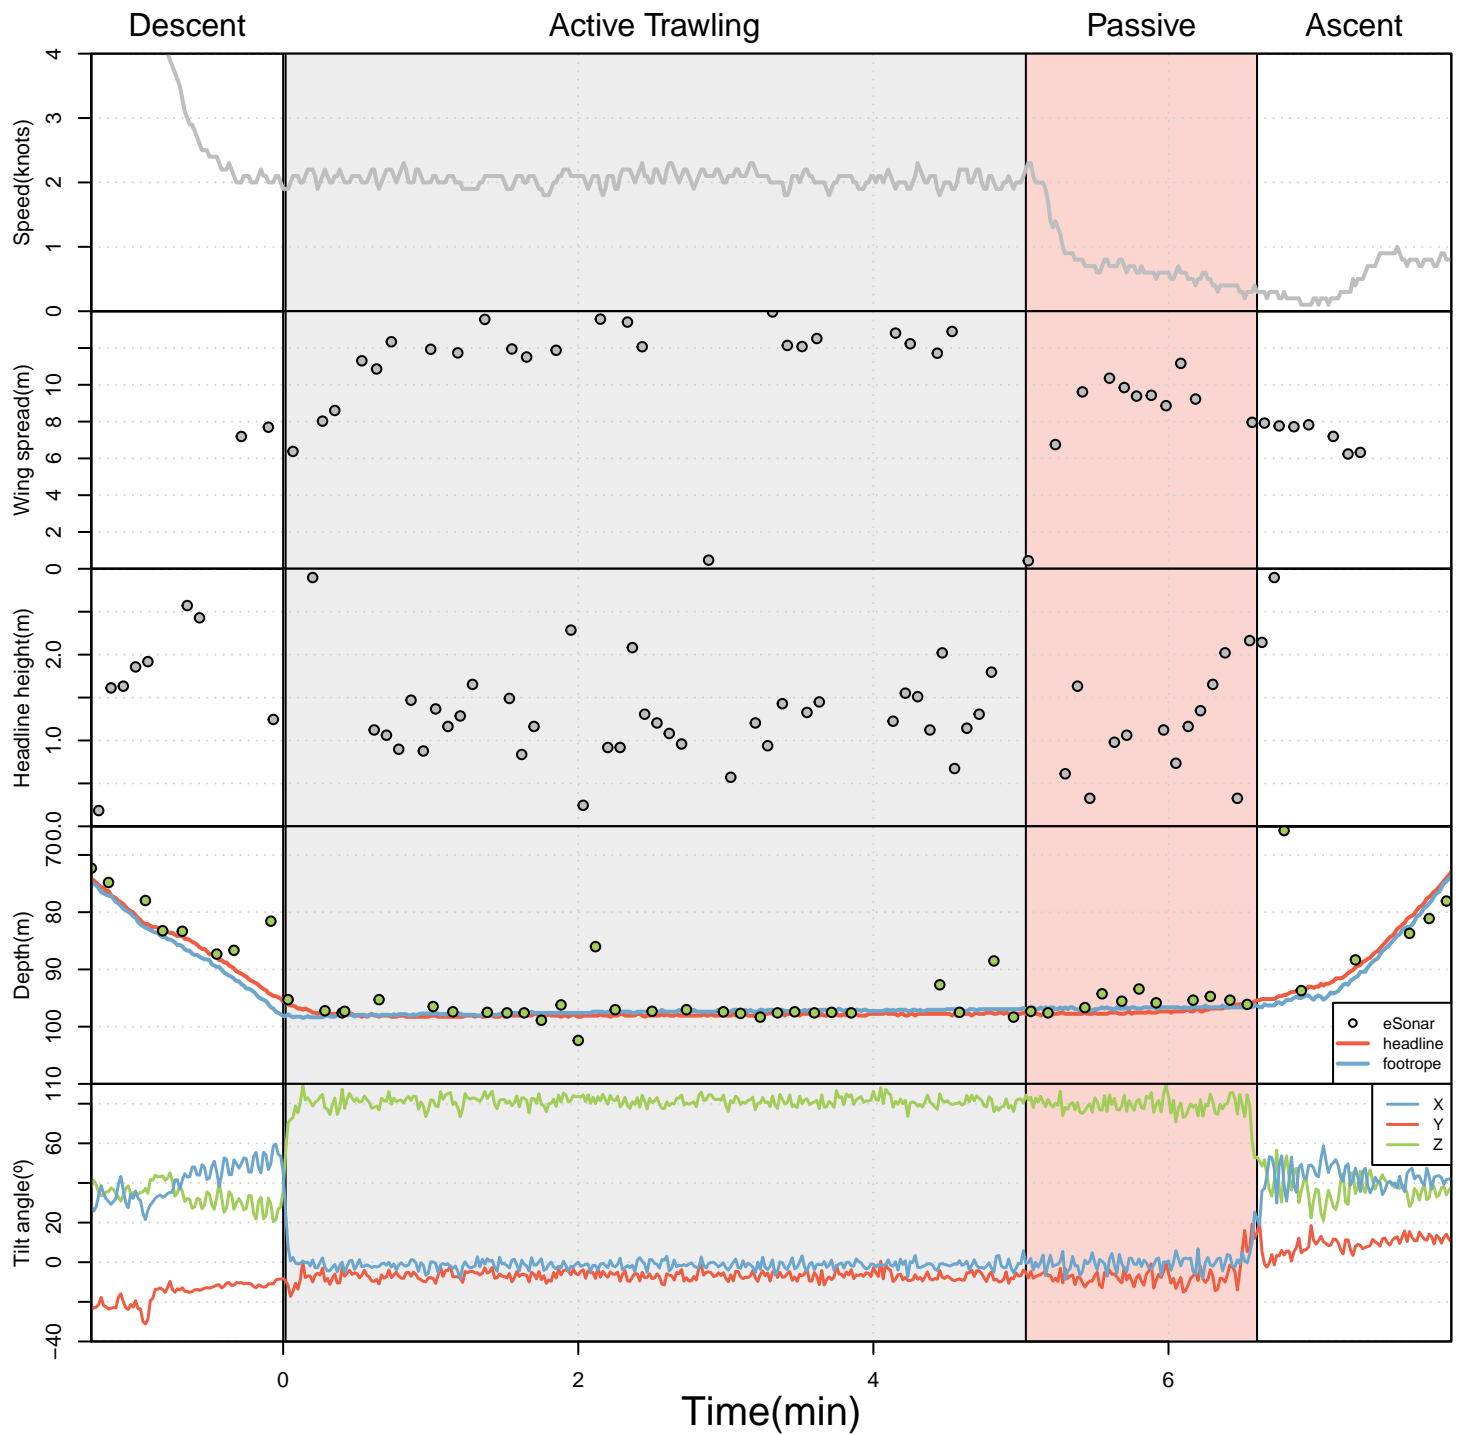 Descent Active Trawling Passive Ascent
Speed(knots)
4
3
2
1
0
Wing spread(m)
10
8
6
4
2
0
Headline height(m)
2.0
1.0
0.0
Depth(m)
70
80
90
100
110
eSonar
headline
footrope
Tilt angle(º)
60
20
0
−40
X
Y
Z
0 2 4 6
Time(min)